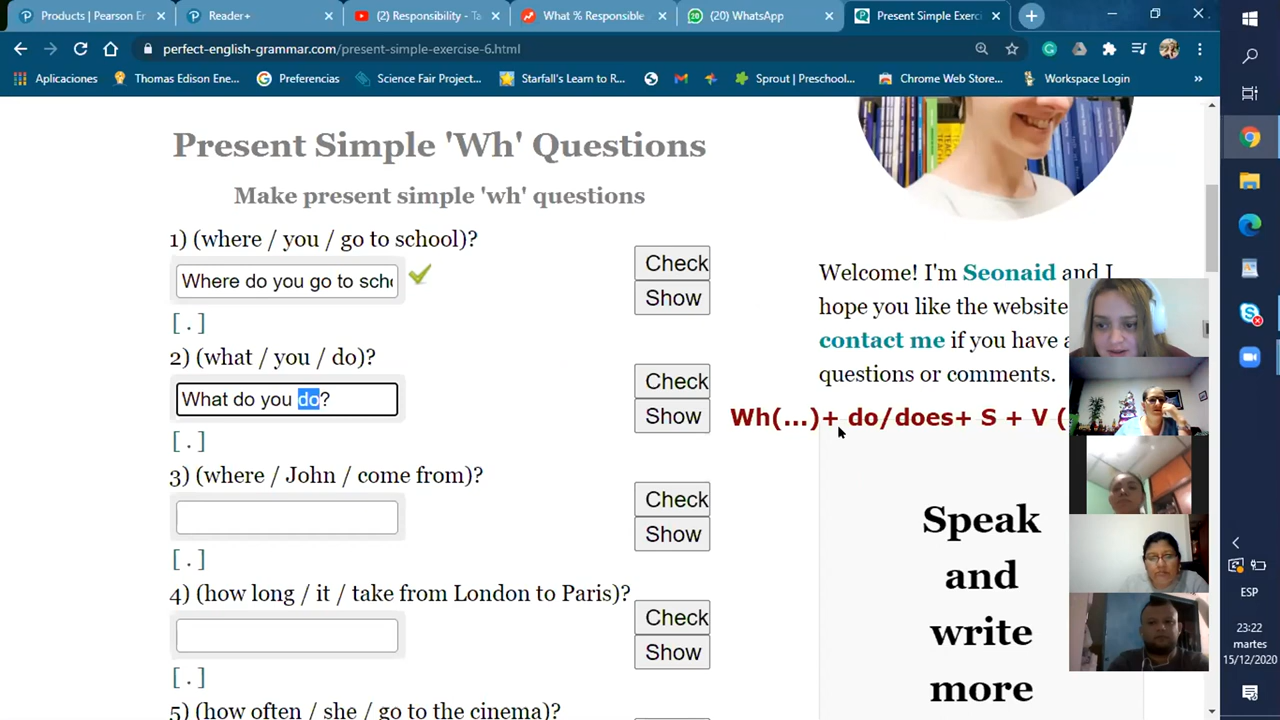 Products | Pearson En
Reader+
(2) Responsibility - Ta
What % Responsible
(20) WhatsApp
Present Simple Exerc
perfect-english-grammar.com/present-simple-exercise-6.html
Aplicaciones
Thomas Edison Ene...
Preferencias
Science Fair Project...
Starfall's Learn to R...
Sprout | Preschool...
Chrome Web Store...
Workspace Login
»
Present Simple 'Wh' Questions
Make present simple 'wh' questions
1) (where / you / go to school)?
Where do you go to scho
Check
Show
[ . ]
2) (what / you / do)?
What do you do?
Check
Show
[ . ]
3) (where / John / come from)?
Check
Show
[ . ]
4) (how long / it / take from London to Paris)?
Check
Show
[ . ]
5) (how often / she / go to the cinema)?
Welcome! I'm Seonaid and I
hope you like the website
contact me if you have a
questions or comments.
Wh(...)+ do/does+ S + V (
Speak
and
write
more
ESP
23:22
martes
15/12/2020